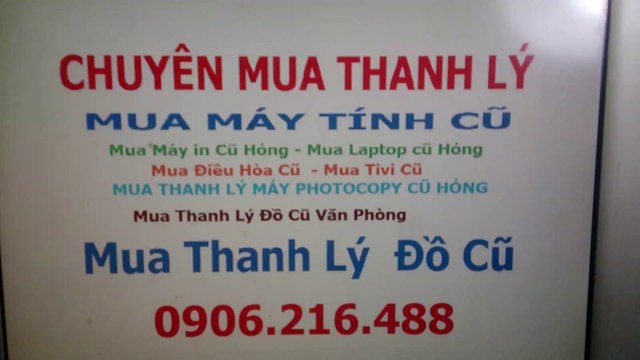 CHUYÊN MUA THANH LÝ
MUA MÁY TÍNH CŨ
Mua Máy in Cũ Hỏng - Mua Laptop cũ Hỏng
Mua Điều Hòa Cũ - Mua Tivi Cũ
MUA THANH LÝ MÁY PHOTOCOPY CŨ HỎNG
Mua Thanh Lý Đồ Cũ Văn Phòng
Mua Thanh Lý Đồ Cũ
0906.216.488